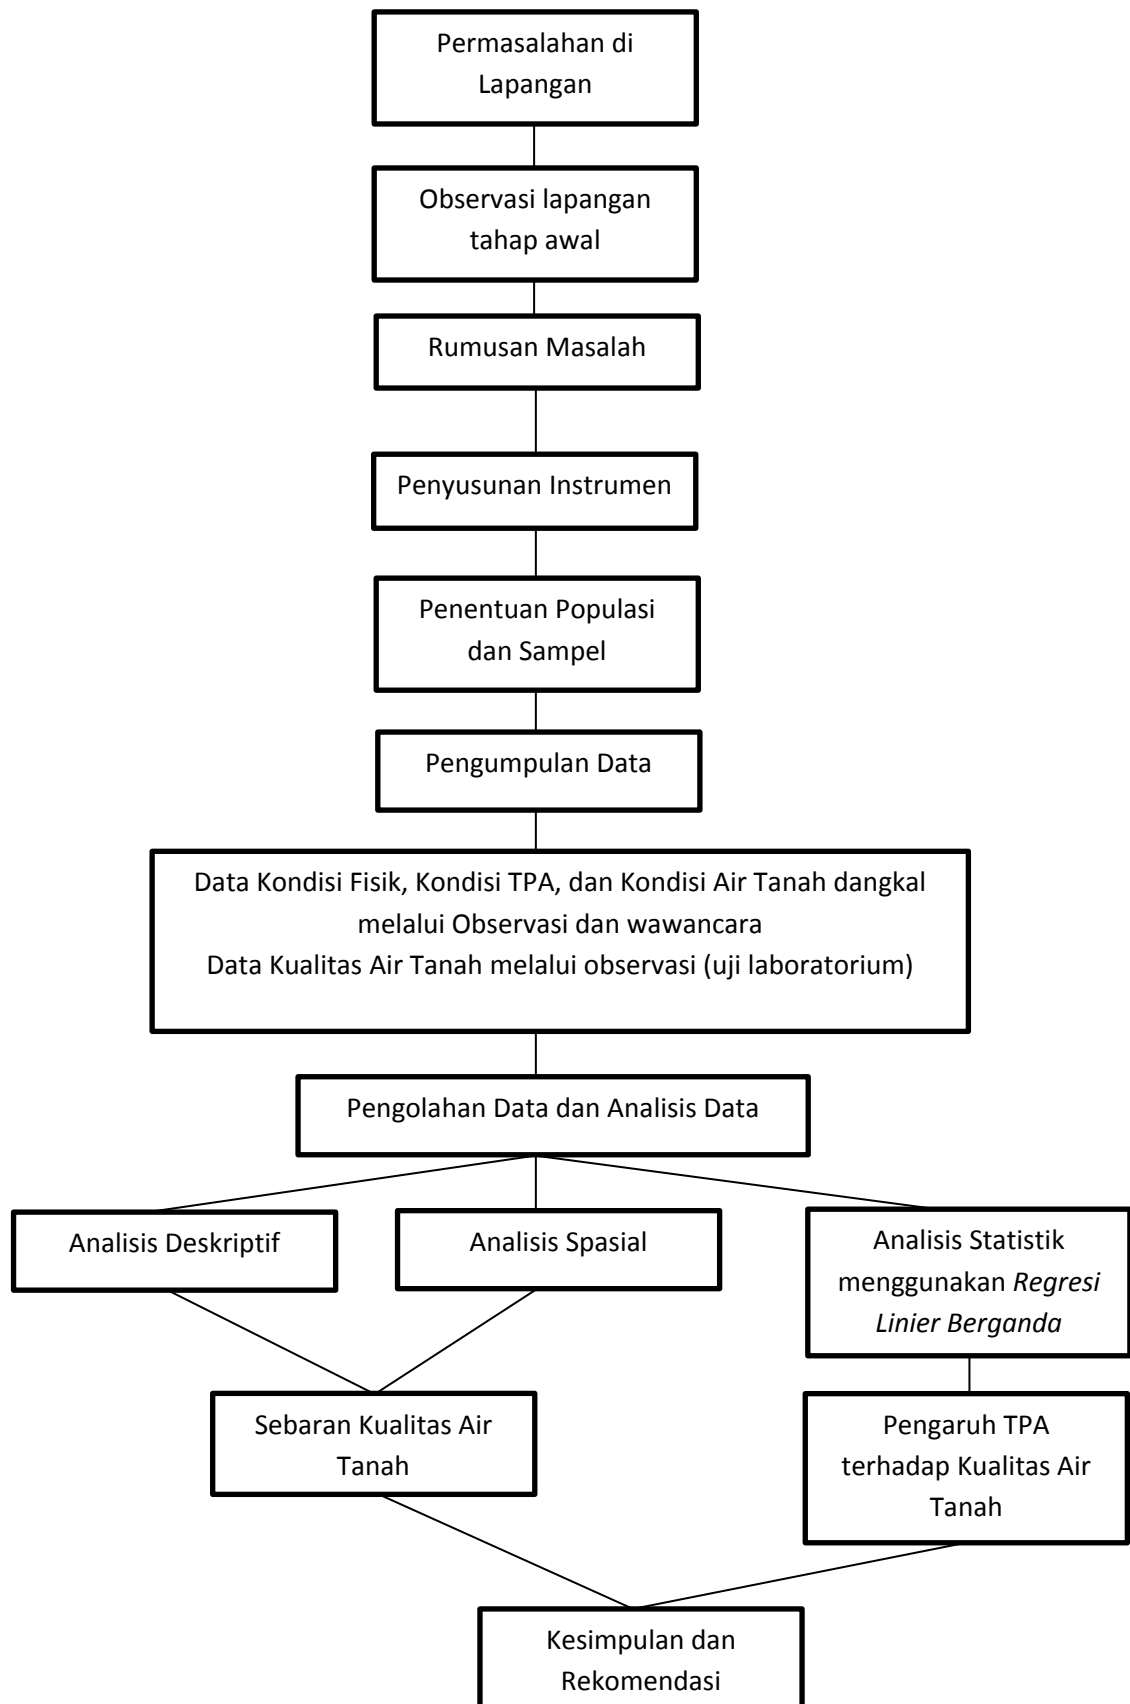 Permasalahan di
Lapangan
Observasi lapangan
tahap awal
Rumusan Masalah
Penyusunan Instrumen
Penentuan Populasi
dan Sampel
Pengumpulan Data
Data Kondisi Fisik, Kondisi TPA, dan Kondisi Air Tanah dangkal
melalui Observasi dan wawancara
Data Kualitas Air Tanah melalui observasi (uji laboratorium)
Pengolahan Data dan Analisis Data
Analisis Deskriptif
Analisis Spasial
Analisis Statistik
menggunakan Regresi
Linier Berganda
Sebaran Kualitas Air
Tanah
Pengaruh TPA
terhadap Kualitas Air
Tanah
Kesimpulan dan
Rekomendasi